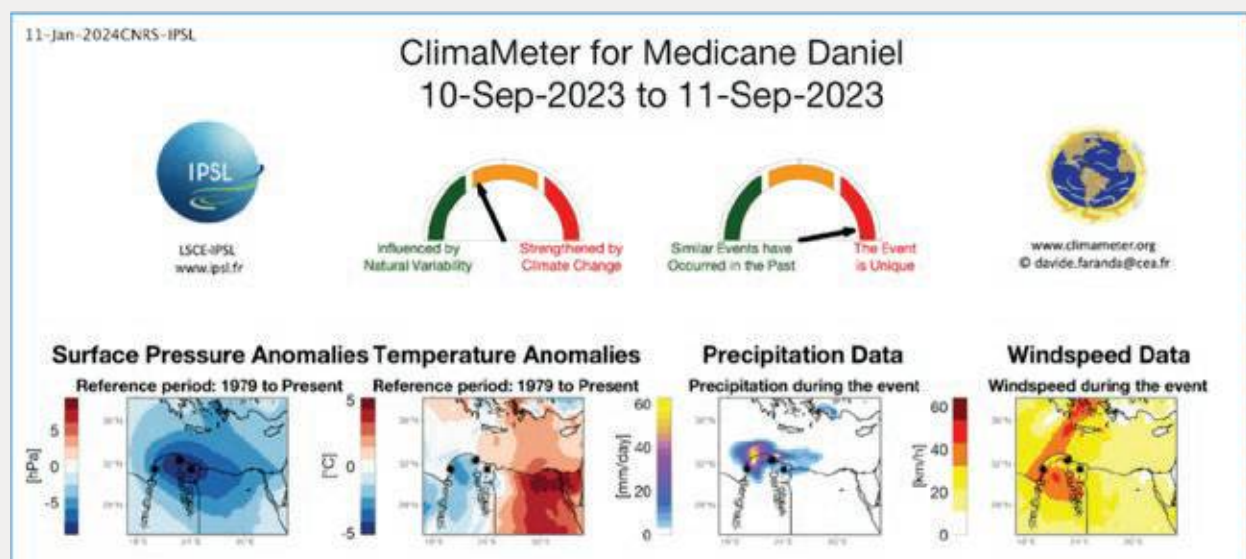 11-Jan-2024CNRS-IPSL
ClimaMeter for Medicane Daniel
10-Sep-2023 to 11-Sep-2023
IPSL
LSCE-IPSL
www.ipsl.fr
Influenced by
Natural Variability
Strengthened by
Climate Change
Similar Events have
Occurred in the Past
The Event
is Unique
www.climameter.org
© davide.faranda@cea.fr
Surface Pressure Anomalies
Reference period: 1979 to Present
[hPa]
5
0
-5
Temperature Anomalies
Reference period: 1979 to Present
[°C]
5
0
-5
Precipitation Data
Precipitation during the event
[mm/day]
60
40
20
0
Windspeed Data
Windspeed during the event
[km/h]
60
40
20
0